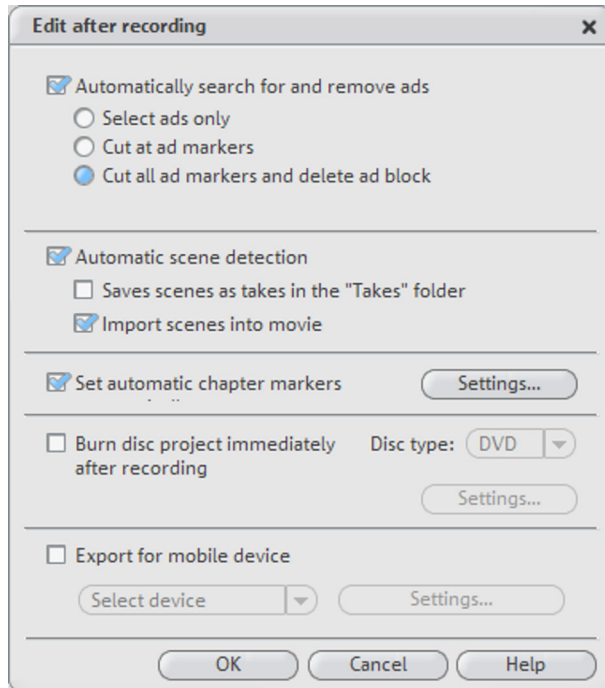 Edit after recording
Automatically search for and remove ads
Select ads only
Cut at ad markers
Cut all ad markers and delete ad block
Automatic scene detection
Saves scenes as takes in the "Takes" folder
Import scenes into movie
Set automatic chapter markers
Settings...
Burn disc project immediately
after recording
Disc type:
DVD
Settings...
Export for mobile device
Select device
Settings...
OK
Cancel
Help